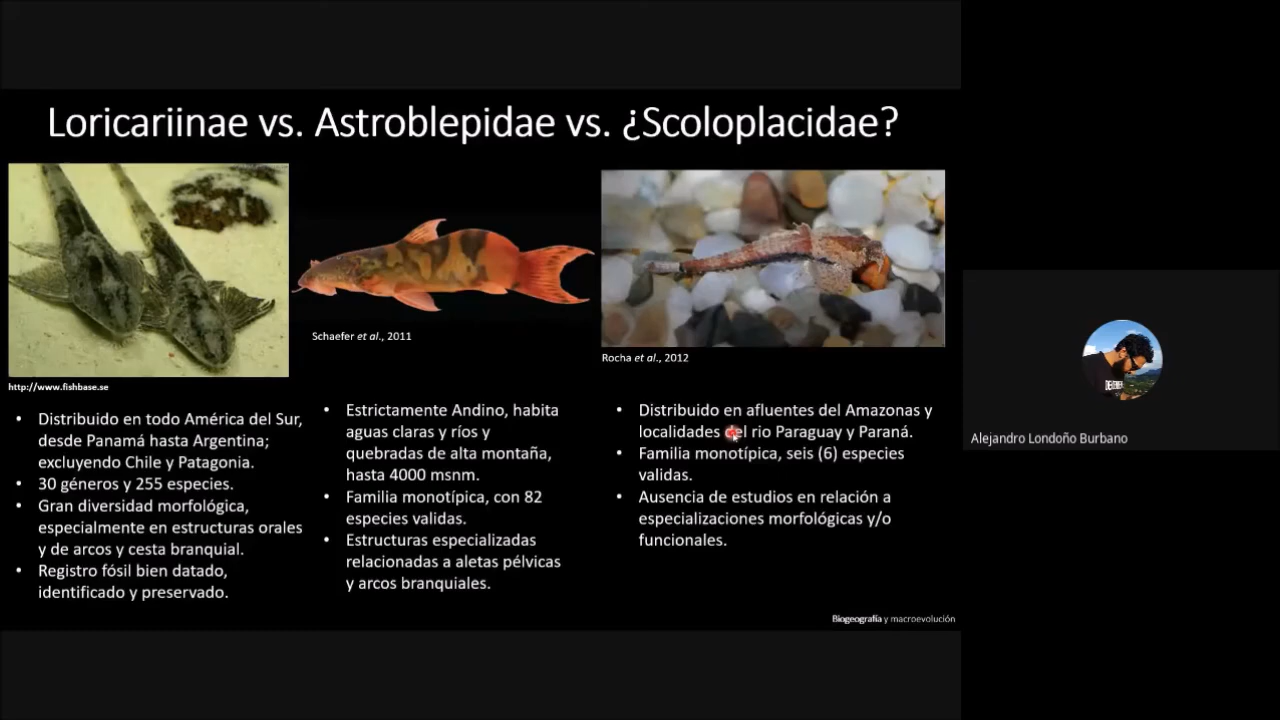 Loricariinae vs. Astroblepidae vs. ¿Scoloplacidae?
http://www.fishbase.se
• Distribuido en todo América del Sur,
desde Panamá hasta Argentina;
excluyendo Chile y Patagonia.
• 30 géneros y 255 especies.
• Gran diversidad morfológica,
especialmente en estructuras orales
y de arcos y cesta branquial.
• Registro fósil bien datado,
identificado y preservado.
Schaefer et al., 2011
• Estrictamente Andino, habita
aguas claras y ríos y
quebradas de alta montaña,
hasta 4000 msnm.
• Familia monotípica, con 82
especies validas.
• Estructuras especializadas
relacionadas a aletas pélvicas
y arcos branquiales.
Rocha et al., 2012
• Distribuido en afluentes del Amazonas y
localidades del rio Paraguay y Paraná.
• Familia monotípica, seis (6) especies
validas.
• Ausencia de estudios en relación a
especializaciones morfológicas y/o
funcionales.
Biogeografía y macroevolución
Alejandro Londoño Burbano